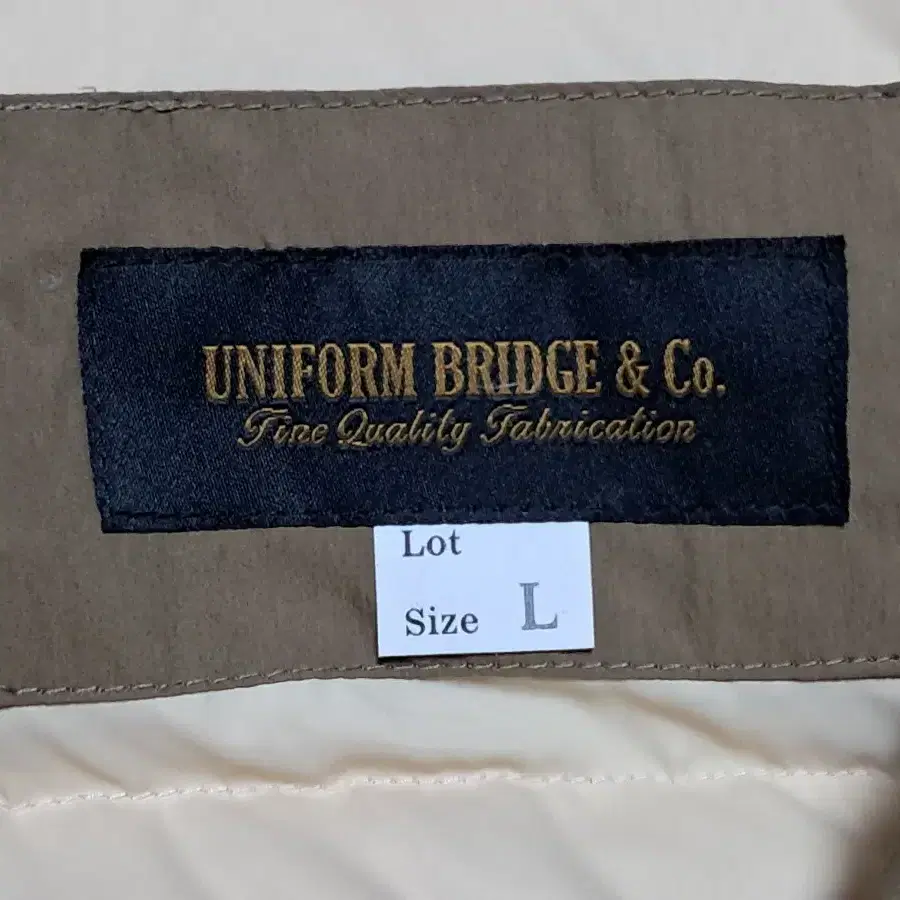 UNIFORM BRIDGE & Co.
Fine Quality Fabrication
Lot
Size L